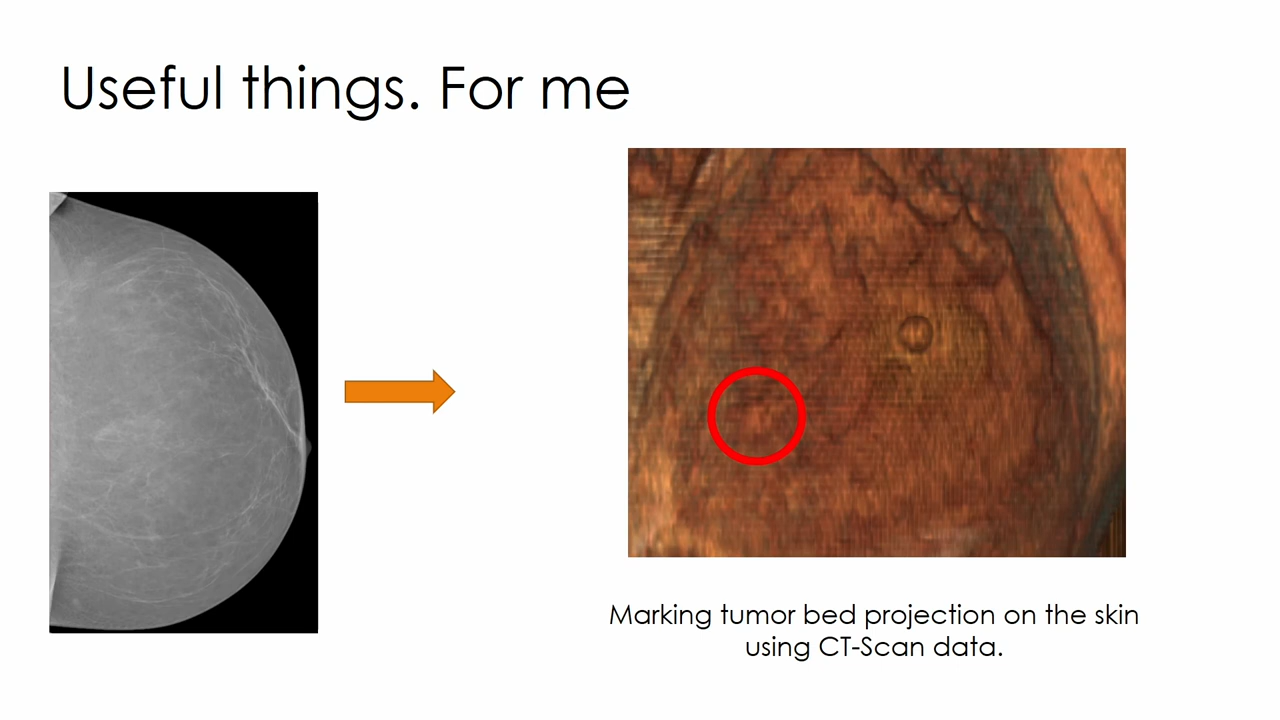 Useful things. For me
Marking tumor bed projection on the skin
using CT-Scan data.